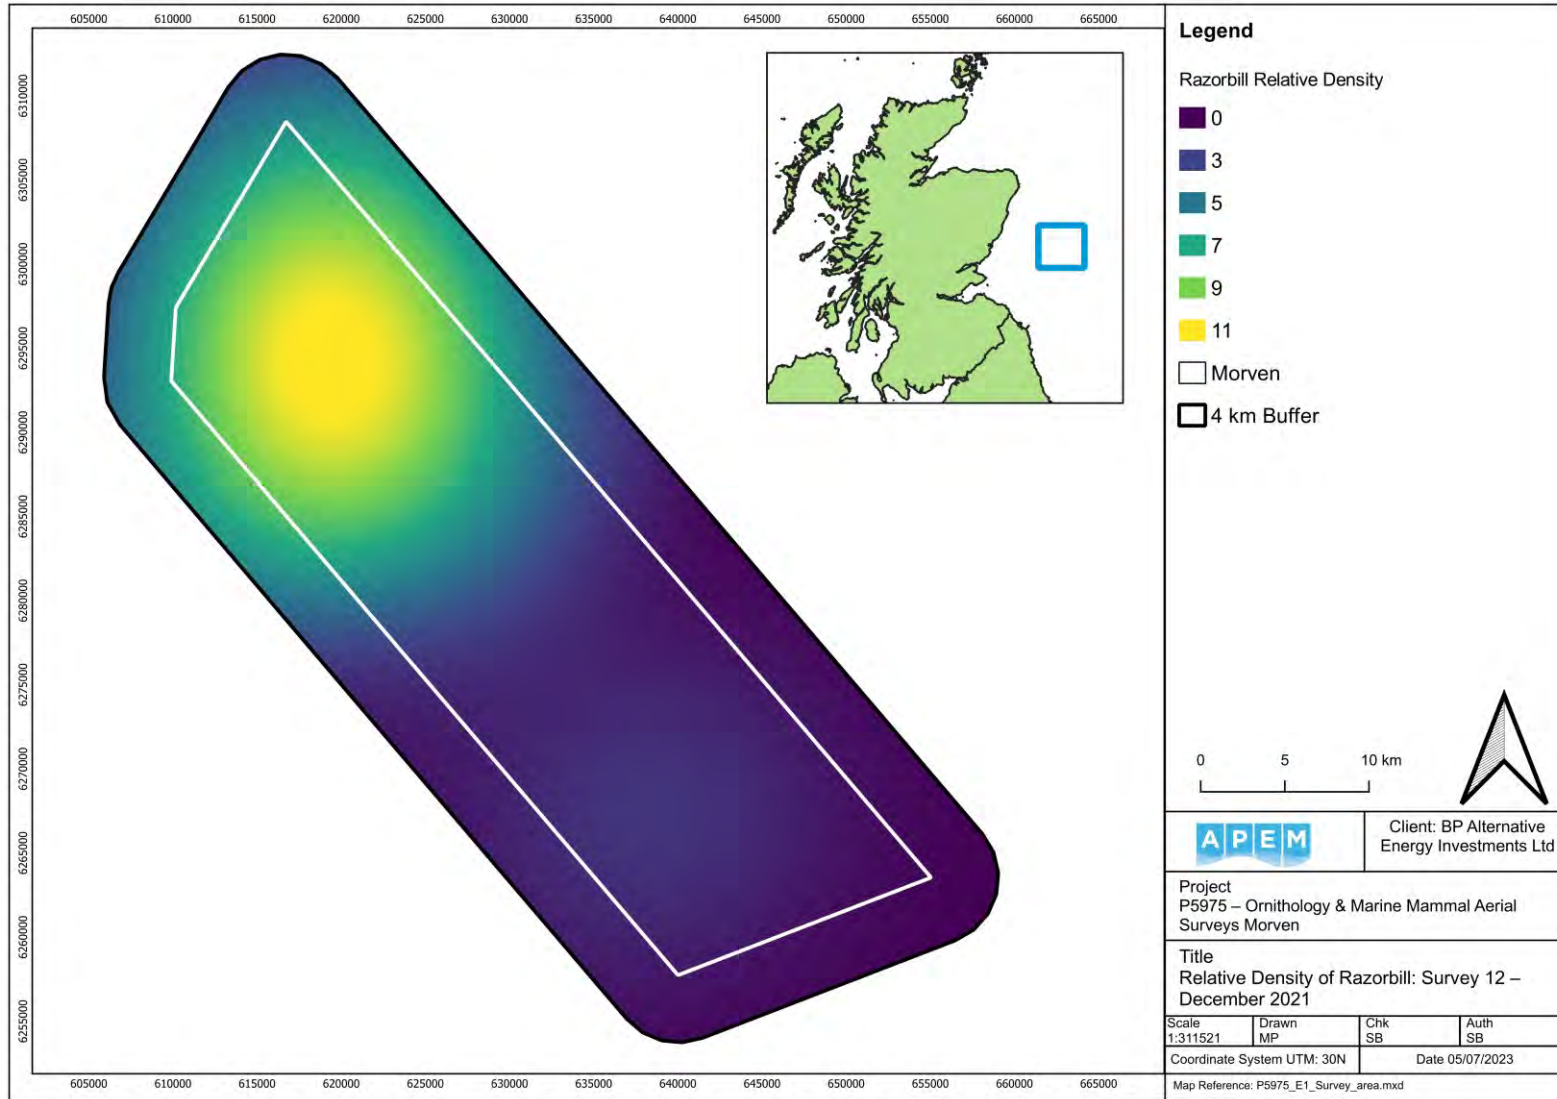 605000 610000 615000 620000 625000 630000 635000 640000 645000 650000 655000 660000 665000
6310000
6305000
6300000
6295000
6290000
6285000
6280000
6275000
6270000
6265000
6260000
6255000
605000 610000 615000 620000 625000 630000 635000 640000 645000 650000 655000 660000 665000
Legend
Razorbill Relative Density
0
3
5
7
9
11
Morven
4 km Buffer
0 5 10 km
APEM
Client: BP Alternative
Energy Investments Ltd
Project
P5975 – Ornithology & Marine Mammal Aerial
Surveys Morven
Title
Relative Density of Razorbill: Survey 12 –
December 2021
Scale
1:311521
Drawn
MP
Chk
SB
Auth
SB
Coordinate System UTM: 30N
Date 05/07/2023
Map Reference: P5975_E1_Survey_area.mxd